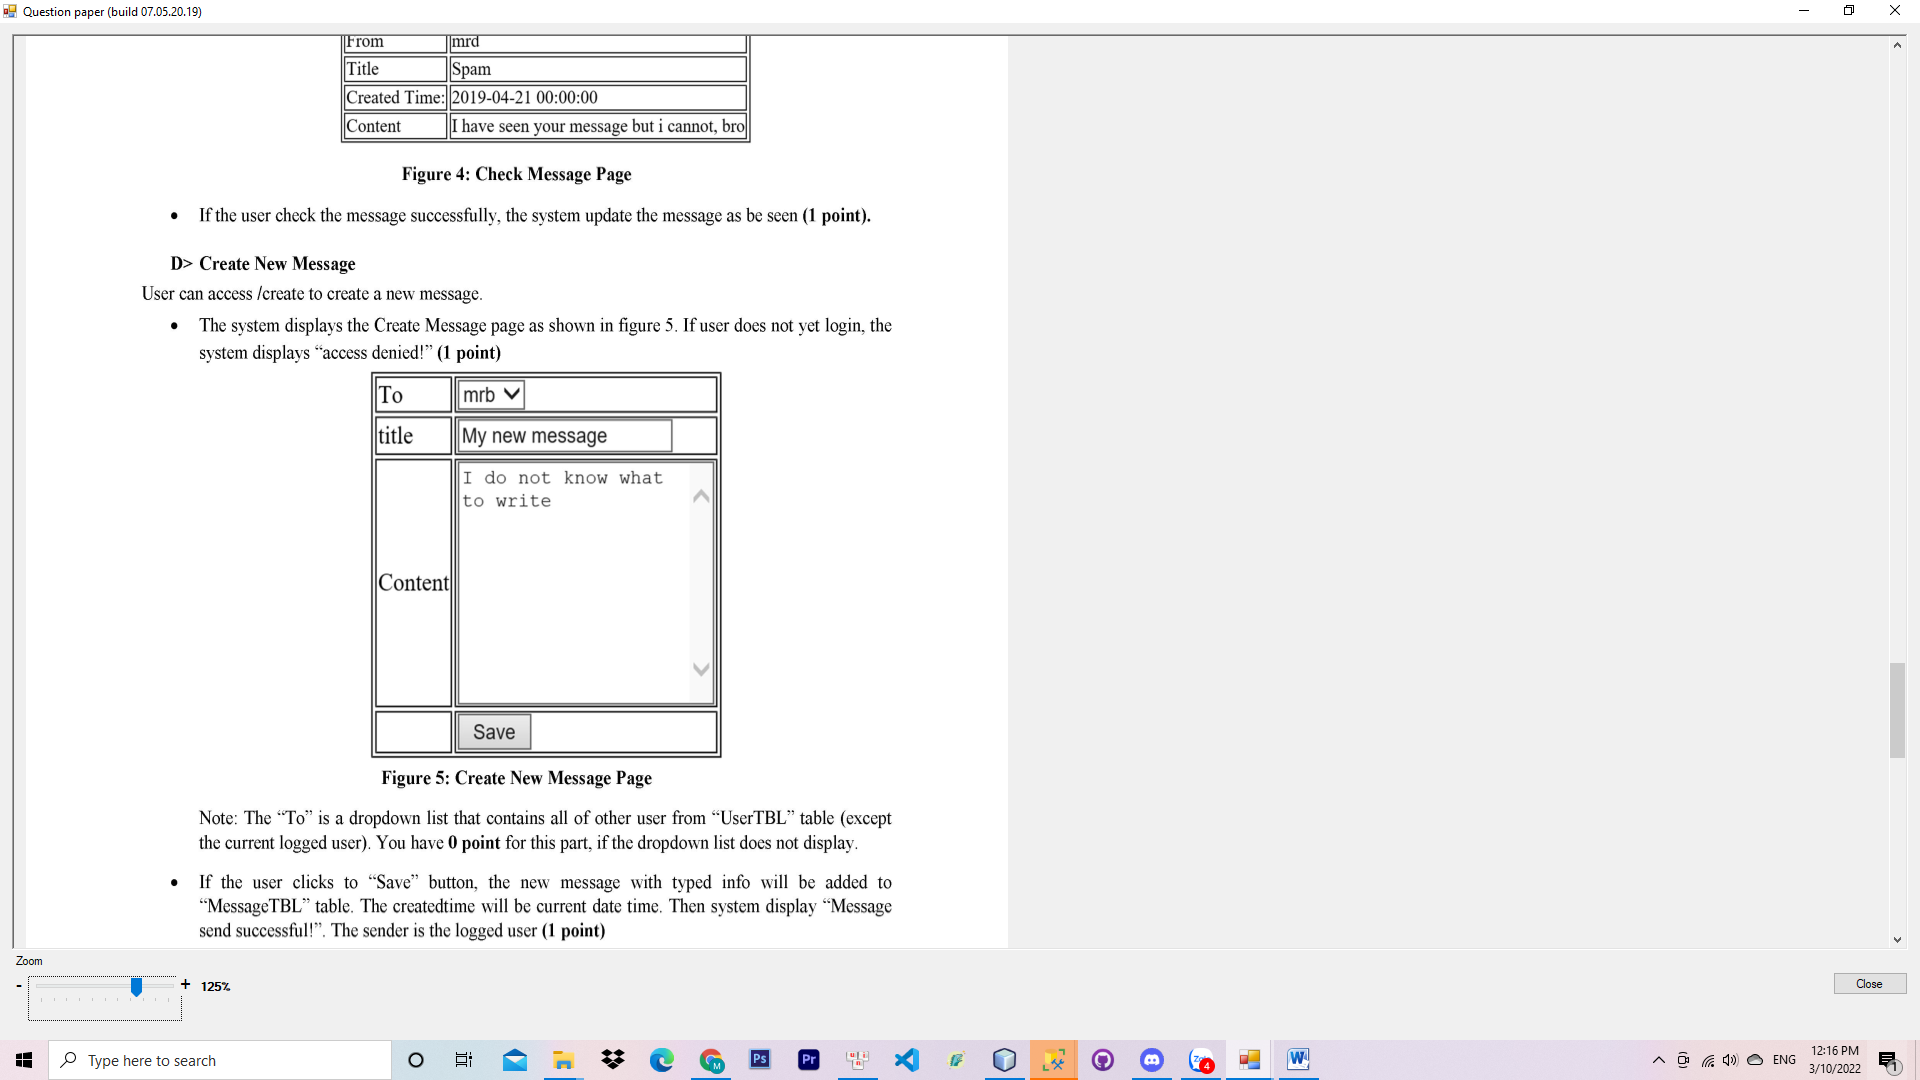 Question paper (build 07.05.20.19)
From mrd
Title Spam
Created Time: 2019-04-21 00:00:00
Content I have seen your message but i cannot, bro
Figure 4: Check Message Page
• If the user check the message successfully, the system update the message as be seen (1 point).
D> Create New Message
User can access /create to create a new message.
• The system displays the Create Message page as shown in figure 5. If user does not yet login, the
system displays “access denied!” (1 point)
To mrb
title My new message
I do not know what
to write
Content
Save
Figure 5: Create New Message Page
Note: The “To” is a dropdown list that contains all of other user from “UserTBL” table (except
the current logged user). You have 0 point for this part, if the dropdown list does not display.
• If the user clicks to “Save” button, the new message with typed info will be added to
“MessageTBL” table. The createdtime will be current date time. Then system display “Message
send successful!”. The sender is the logged user (1 point)
Zoom
- + 125%
Close
Type here to search
Ps
Pr
M
4
W
ENG
12:16 PM
3/10/2022
1